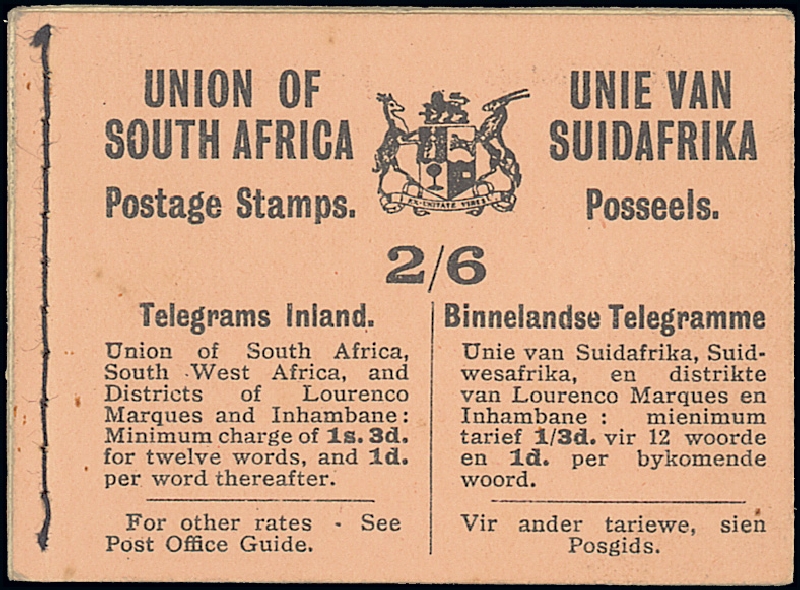 UNION OF
SOUTH AFRICA
Postage Stamps.
UNIE VAN
SUIDAFRIKA
Posseels.
EX UNITATE VIRES
2/6
Telegrams Inland.
Union of South Africa,
South West Africa, and
Districts of Lourenco
Marques and Inhambane :
Minimum charge of 1s. 3d.
for twelve words, and 1d.
per word thereafter.
For other rates - See
Post Office Guide.
Binnelandse Telegramme
Unie van Suidafrika, Suid-
wesafrika, en distrikte
van Lourenco Marques en
Inhambane : mienimum
tarief 1/3d. vir 12 woorde
en 1d. per bykomende
woord.
Vir ander tariewe, sien
Posgids.